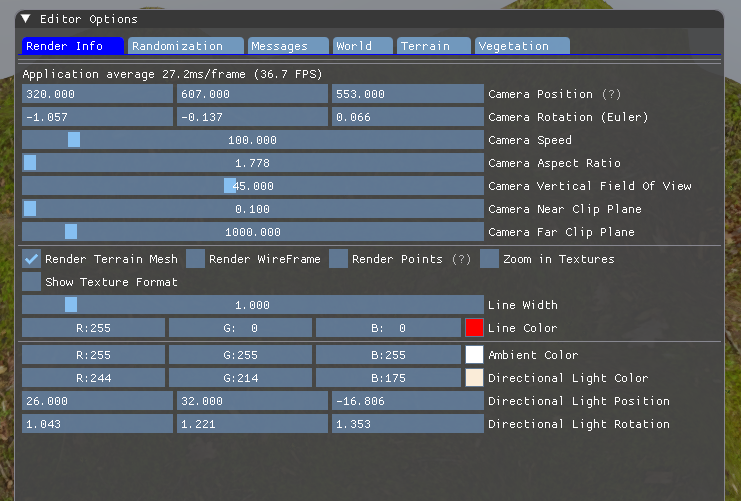 Editor Options
Render Info Randomization Messages World Terrain Vegetation
Application average 27.2ms/frame (36.7 FPS)
320.000 607.000 553.000 Camera Position (?)
-1.057 -0.137 0.066 Camera Rotation (Euler)
100.000 Camera Speed
1.778 Camera Aspect Ratio
45.000 Camera Vertical Field Of View
0.100 Camera Near Clip Plane
1000.000 Camera Far Clip Plane
Render Terrain Mesh Render WireFrame Render Points (?) Zoom in Textures
Show Texture Format
1.000 Line Width
R:255 G: 0 B: 0 Line Color
R:255 G:255 B:255 Ambient Color
R:244 G:214 B:175 Directional Light Color
26.000 32.000 -16.806 Directional Light Position
1.043 1.221 1.353 Directional Light Rotation